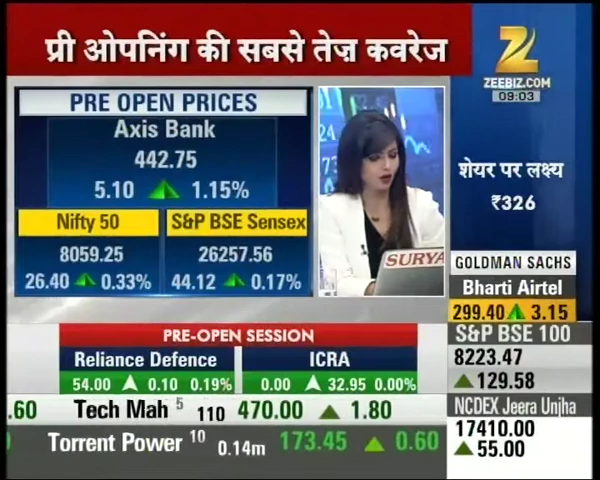 प्री ओपनिंग की सबसे तेज़ कवरेज
Z
ZEEBIZ.COM
09:03
PRE OPEN PRICES
Axis Bank
442.75
5.10 1.15%
Nifty 50
8059.25
26.40 0.33%
S&P BSE Sensex
26257.56
44.12 0.17%
SURYA
शेयर पर लक्ष्य
₹326
GOLDMAN SACHS
Bharti Airtel
299.40 3.15
S&P BSE 100
8223.47
129.58
NCDEX Jeera Unjha
17410.00
55.00
PRE-OPEN SESSION
Reliance Defence
54.00 0.10 0.19%
ICRA
0.00 32.95 0.00%
.60 Tech Mah 5 110 470.00 1.80
Torrent Power 10 0.14m 173.45 0.60